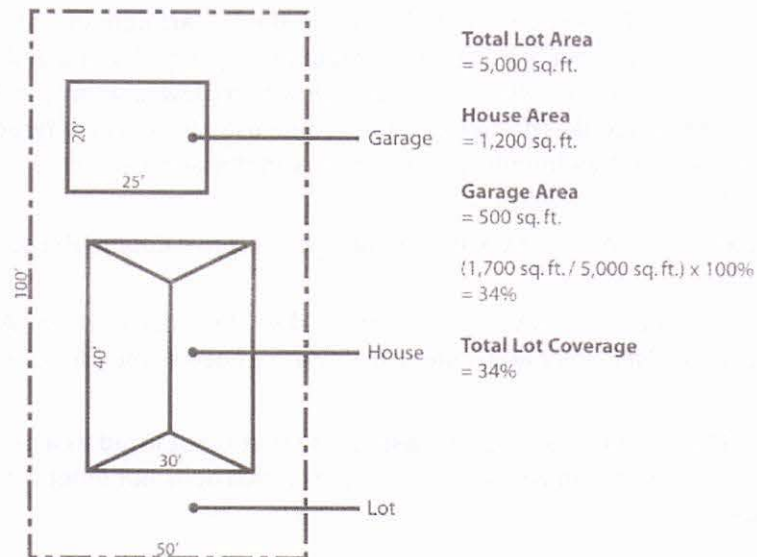 20'
25'
Garage
100'
40'
30'
House
Lot
50'
Total Lot Area
= 5,000 sq. ft.
House Area
= 1,200 sq. ft.
Garage Area
= 500 sq. ft.
(1,700 sq. ft. / 5,000 sq. ft.) x 100%
= 34%
Total Lot Coverage
= 34%